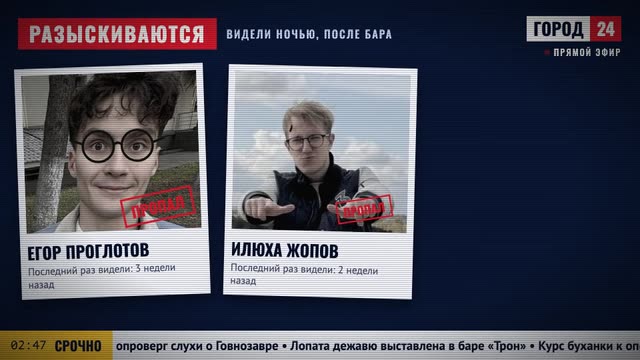 РАЗЫСКИВАЮТСЯ
ВИДЕЛИ НОЧЬЮ, ПОСЛЕ БАРА
ГОРОД 24
ПРЯМОЙ ЭФИР
ПРОПАЛ
ПРОПАЛ
ЕГОР ПРОГЛОТОВ
Последний раз видели: 3 недели
назад
ИЛЮХА ЖОПОВ
Последний раз видели: 2 недели
назад
02:47 СРОЧНО опроверг слухи о Говнозавре • Лопата дежавю выставлена в баре «Трон» • Курс буханки к оп